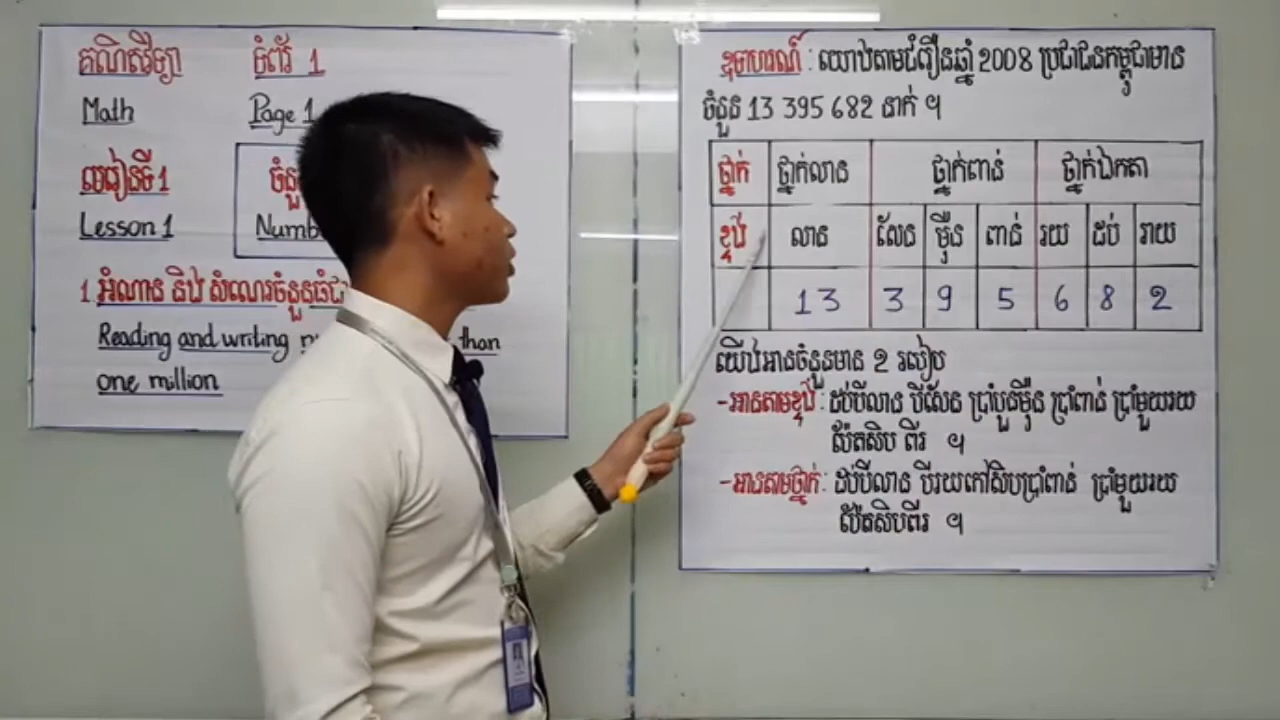 គណិតវិទ្យា ទំព័រ 1
Math Page 1
មេរៀនទី1 ចំនួ
Lesson 1 Numb
1 អំណាន និង សំណេរចំនួនធំជា
Reading and writing than
one million
ឧទាហរណ៍ : យោងតាមជំរឿនឆ្នាំ 2008 ប្រជាជនកម្ពុជាមាន
ចំនួន 13 395 682 នាក់ ។
ថ្នាក់ ថ្នាក់លាន ថ្នាក់ពាន់ ថ្នាក់ឯកតា
ខ្ទង់ លាន សែន ម៉ឺន ពាន់ រយ ដប់ រាយ
13 3 9 5 6 8 2
យើងអានចំនួនមាន 2 របៀប
-អានតាមខ្ទង់ : ដប់បីលាន បីសែន ប្រាំបួនម៉ឺន ប្រាំពាន់ ប្រាំមួយរយ
ប៉ែតសិប ពីរ ។
-អានតាមថ្នាក់ : ដប់បីលាន បីរយកៅសិបប្រាំពាន់ ប្រាំមួយរយ
ប៉ែតសិបពីរ ។